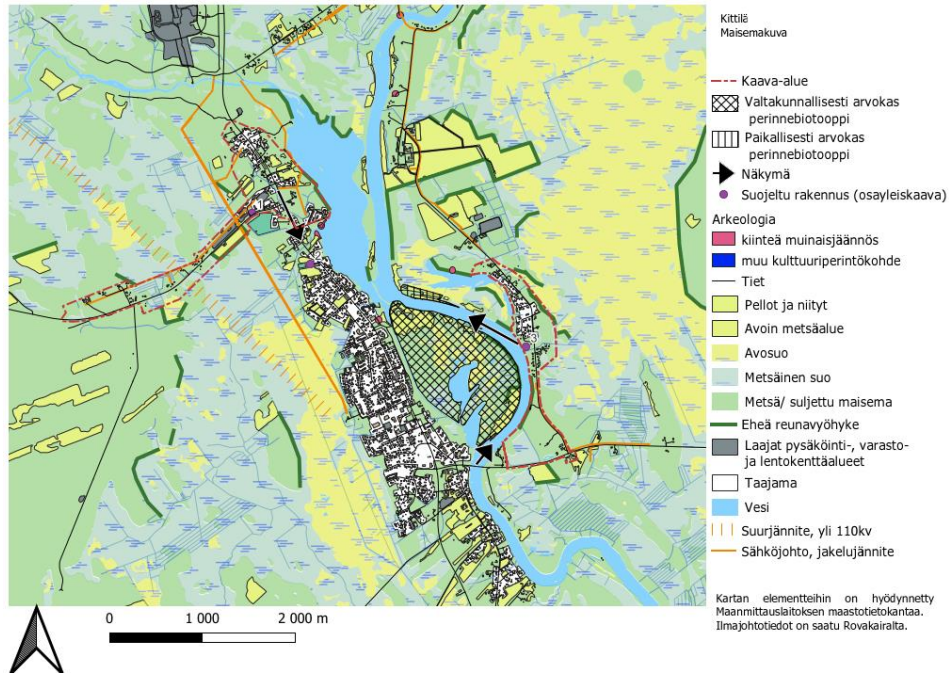 Kittilä
Maisemakuva
Kaava-alue
Valtakunnallisesti arvokas
perinnebiotooppi
Paikallisesti arvokas
perinnebiotooppi
Näkymä
Suojeltu rakennus (osayleiskaava)
Arkeologia
kiinteä muinaisjäännös
muu kulttuuriperintökohde
Tiet
Pellot ja niityt
Avoin metsäalue
Avosuo
Metsäinen suo
Metsä/ suljettu maisema
Eheä reunavyöhyke
Laajat pysäköinti-, varasto-
ja lentokenttäalueet
Taajama
Vesi
Suurjännite, yli 110kv
Sähköjohto, jakelujännite
Kartan elementteihin on hyödynnetty
Maanmittauslaitoksen maastotietokantaa.
Ilmajohtotiedot on saatu Rovakairalta.
1
3
0 1 000 2 000 m